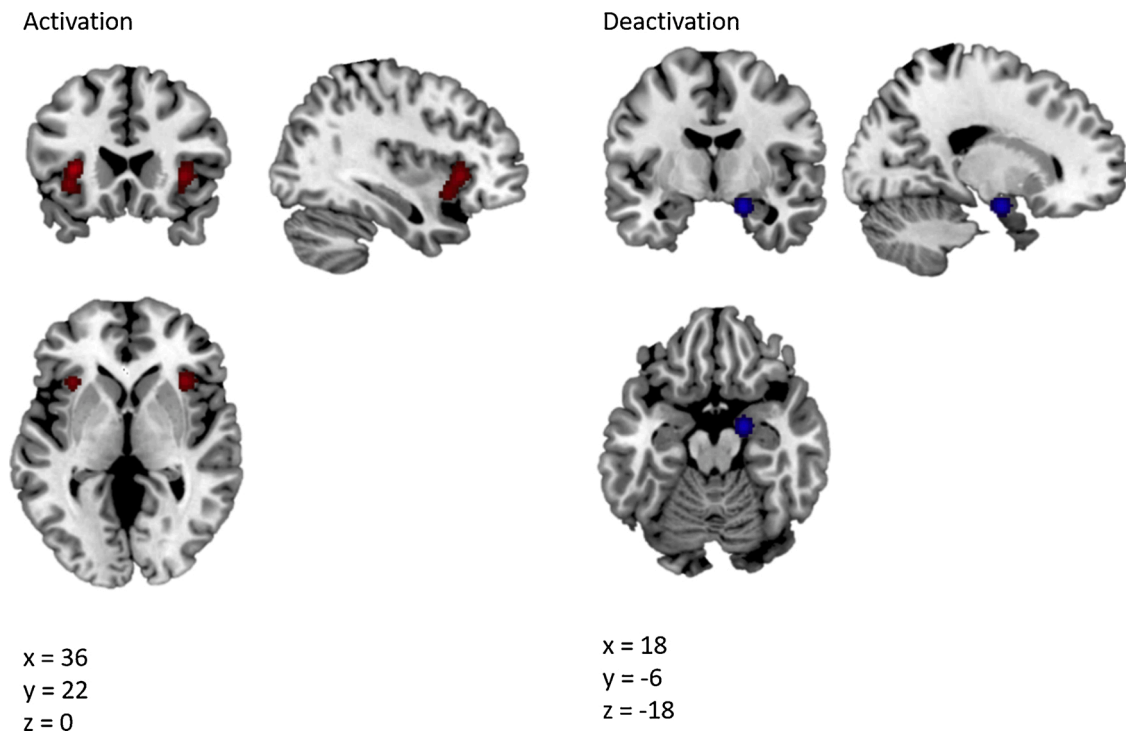 Activation
Deactivation
x = 36
y = 22
z = 0
x = 18
y = -6
z = -18